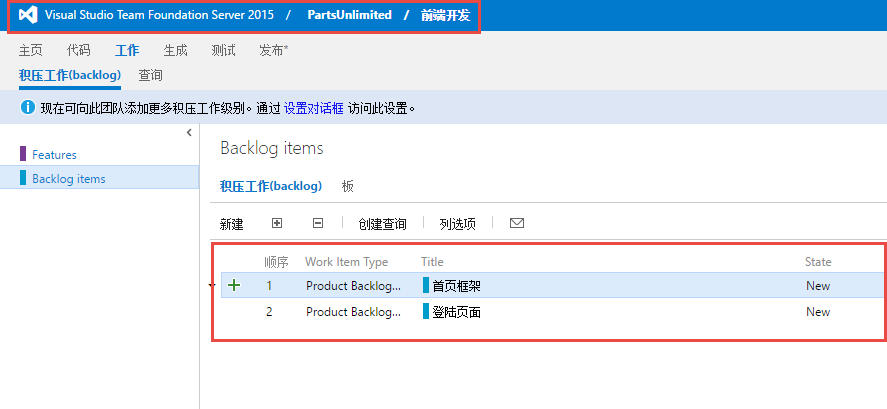 Visual Studio Team Foundation Server 2015 / PartsUnlimited / 前端开发
主页 代码 工作 生成 测试 发布*
积压工作(backlog) 查询
现在可向此团队添加更多积压工作级别。通过 设置对话框 访问此设置。
Features
Backlog items
Backlog items
积压工作(backlog) 板
新建 创建查询 列选项
顺序 Work Item Type Title State
1 Product Backlog... 首页框架 New
2 Product Backlog... 登陆页面 New